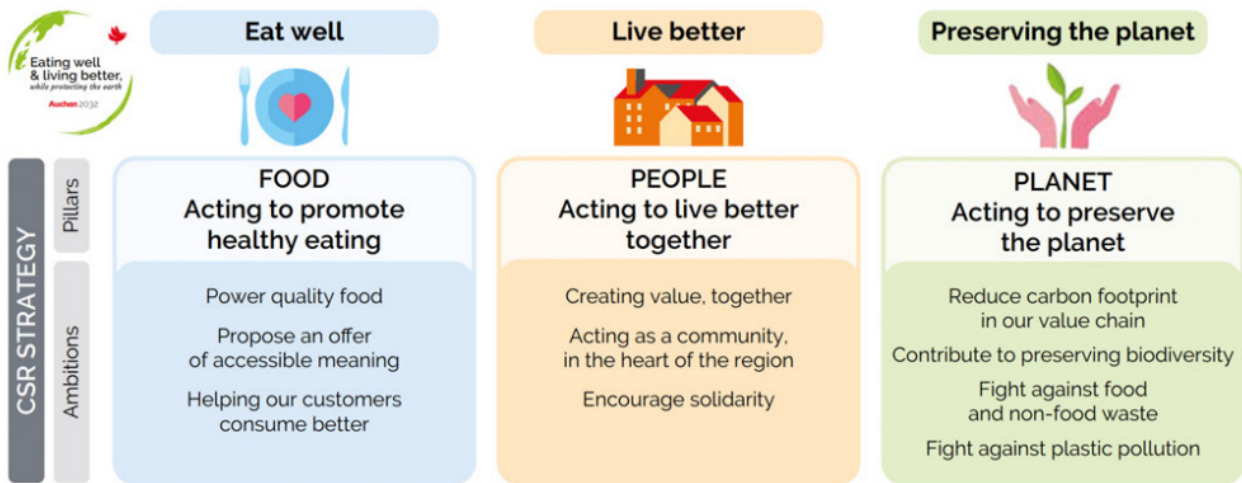 Eating well
& living better,
while protecting the earth
Auchan 2032
Eat well
Live better
Preserving the planet
CSR STRATEGY
Pillars
Ambitions
FOOD
Acting to promote
healthy eating
Power quality food
Propose an offer
of accessible meaning
Helping our customers
consume better
PEOPLE
Acting to live better
together
Creating value, together
Acting as a community,
in the heart of the region
Encourage solidarity
PLANET
Acting to preserve
the planet
Reduce carbon footprint
in our value chain
Contribute to preserving biodiversity
Fight against food
and non-food waste
Fight against plastic pollution